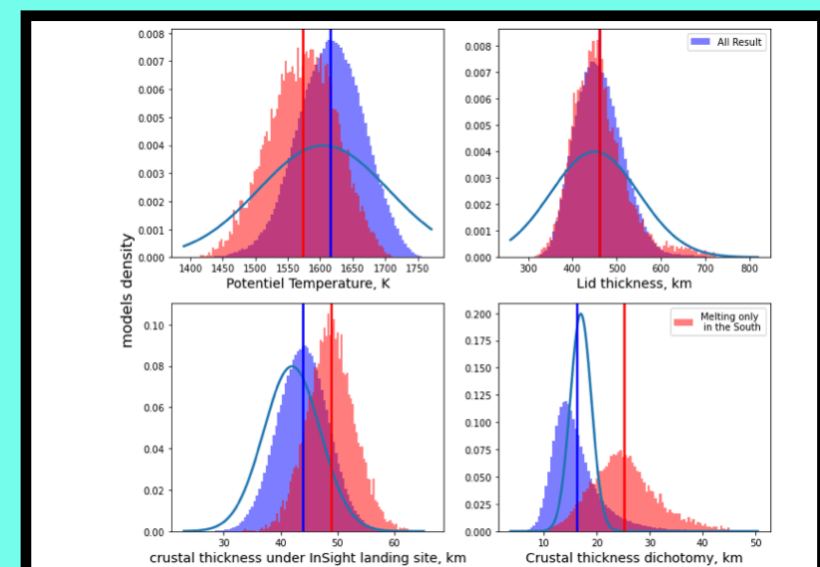 0.008
0.007
0.006
0.005
0.004
0.003
0.002
0.001
0.000
1400 1450 1500 1550 1600 1650 1700 1750
Potentiel Temperature, K
0.008
0.007
0.006
0.005
0.004
0.003
0.002
0.001
0.000
300 400 500 600 700 800
Lid thickness, km
All Result
models density
0.10
0.08
0.06
0.04
0.02
0.00
30 40 50 60
crustal thickness under InSight landing site, km
0.200
0.175
0.150
0.125
0.100
0.075
0.050
0.025
0.000
10 20 30 40 50
Crustal thickness dichotomy, km
Melting only
in the South